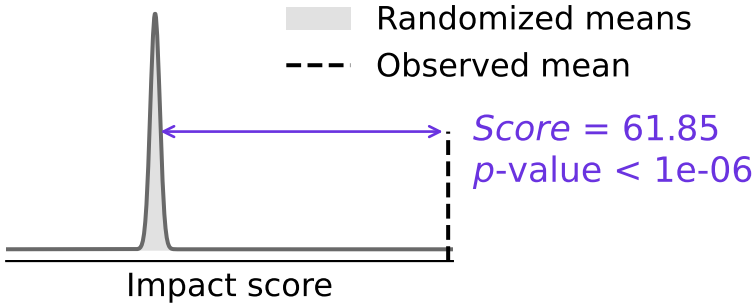 Randomized means
Observed mean
Score = 61.85
p-value < 1e-06
Impact score